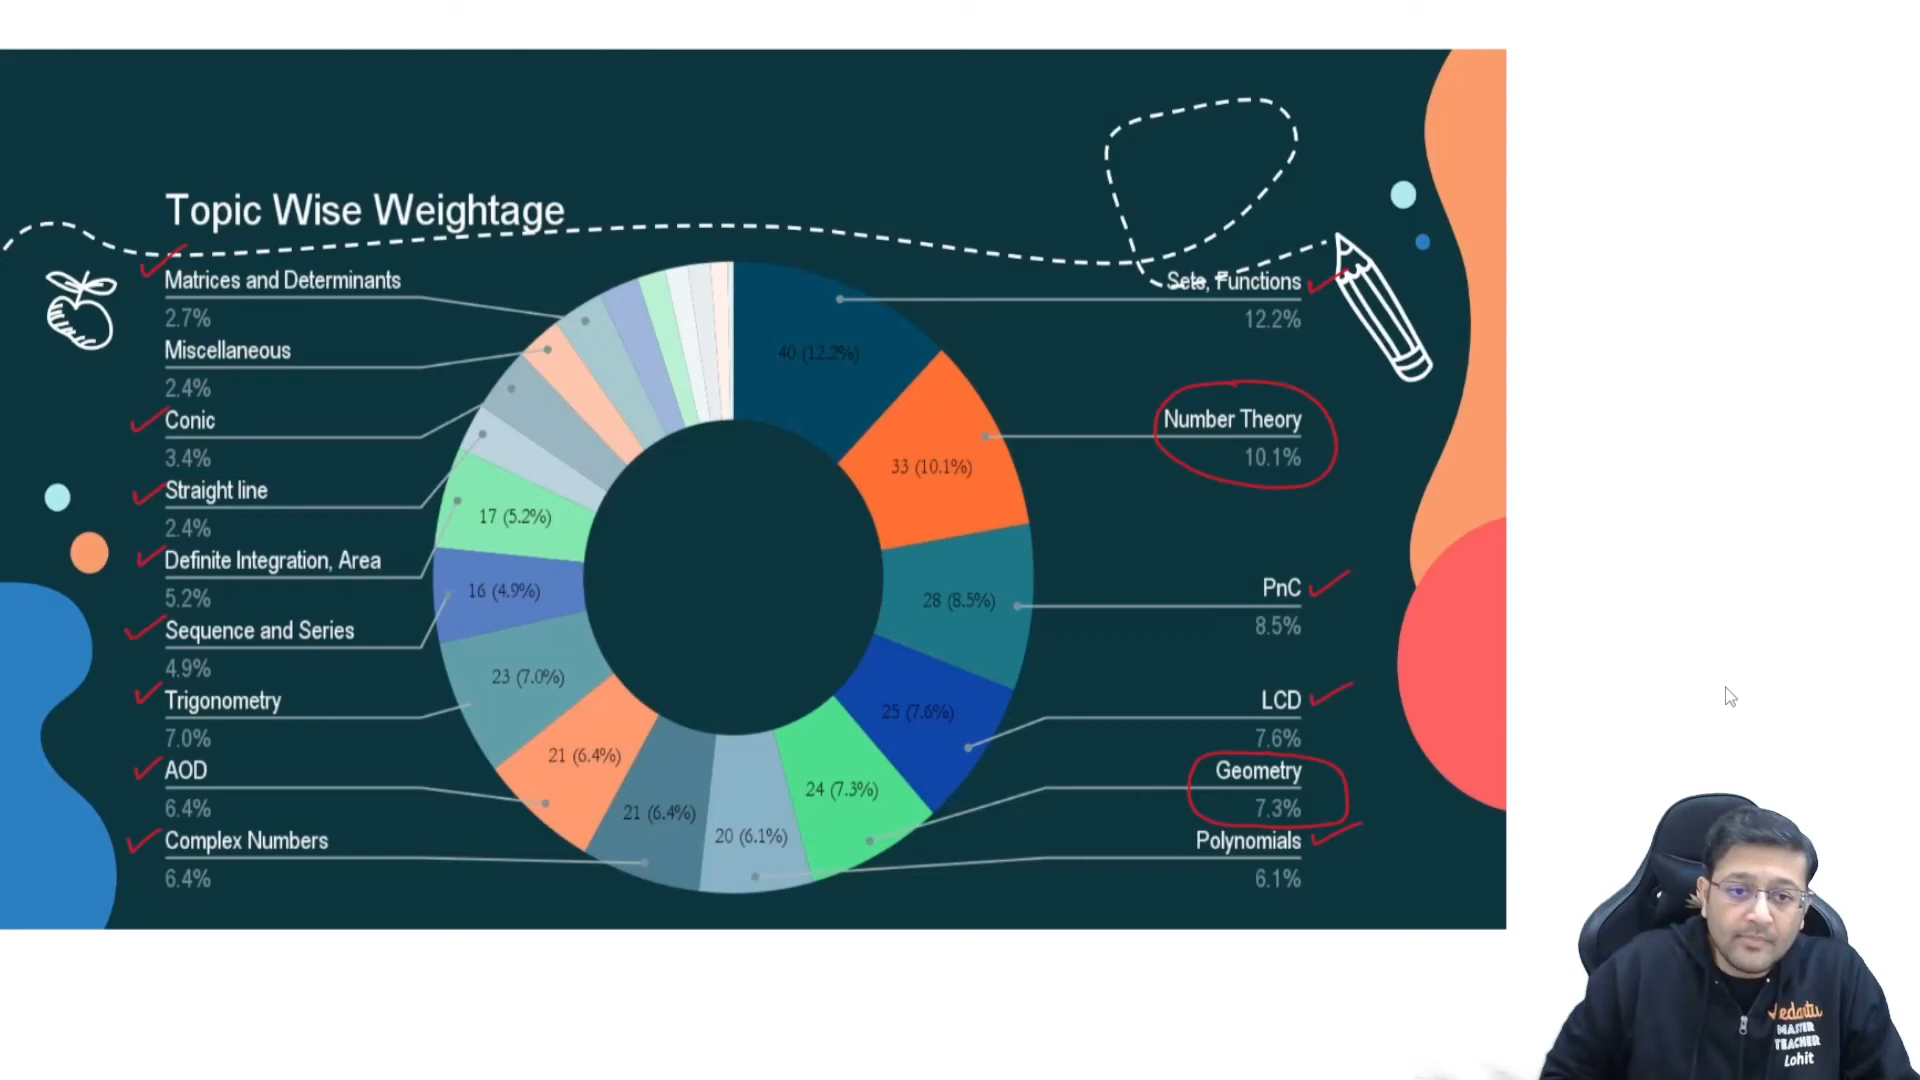 Topic Wise Weightage
Matrices and Determinants
2.7%
Miscellaneous
2.4%
Conic
3.4%
Straight line
2.4%
Definite Integration, Area
5.2%
Sequence and Series
4.9%
Trigonometry
7.0%
AOD
6.4%
Complex Numbers
6.4%
40 (12.2%)
33 (10.1%)
28 (8.5%)
25 (7.6%)
24 (7.3%)
20 (6.1%)
21 (6.4%)
21 (6.4%)
23 (7.0%)
16 (4.9%)
17 (5.2%)
Sets, Functions
12.2%
Number Theory
10.1%
PnC
8.5%
LCD
7.6%
Geometry
7.3%
Polynomials
6.1%
Vedantu
MASTER
TEACHER
Lohit